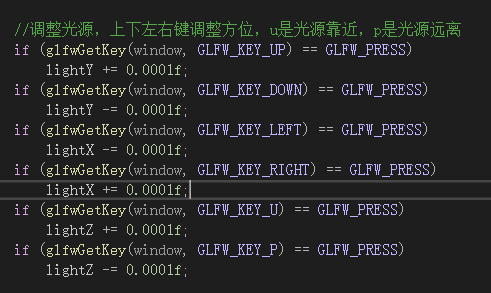 //调整光源，上下左右键调整方位，u是光源靠近，p是光源远离
if (glfwGetKey(window, GLFW_KEY_UP) == GLFW_PRESS)
lightY += 0.0001f;
if (glfwGetKey(window, GLFW_KEY_DOWN) == GLFW_PRESS)
lightY -= 0.0001f;
if (glfwGetKey(window, GLFW_KEY_LEFT) == GLFW_PRESS)
lightX -= 0.0001f;
if (glfwGetKey(window, GLFW_KEY_RIGHT) == GLFW_PRESS)
lightX += 0.0001f;
if (glfwGetKey(window, GLFW_KEY_U) == GLFW_PRESS)
lightZ += 0.0001f;
if (glfwGetKey(window, GLFW_KEY_P) == GLFW_PRESS)
lightZ -= 0.0001f;